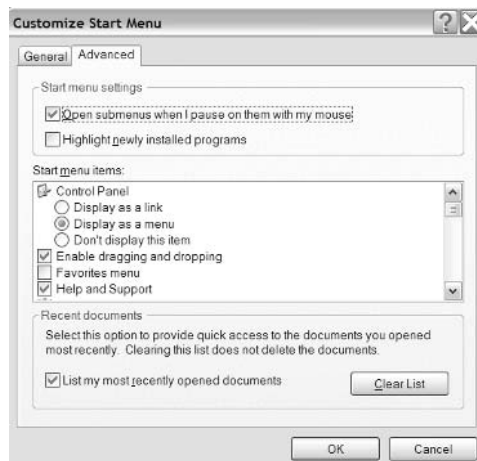 Customize Start Menu
General Advanced
Start menu settings
Open submenus when I pause on them with my mouse
Highlight newly installed programs
Start menu items:
Control Panel
Display as a link
Display as a menu
Don't display this item
Enable dragging and dropping
Favorites menu
Help and Support
Recent documents
Select this option to provide quick access to the documents you opened
most recently. Clearing this list does not delete the documents.
List my most recently opened documents
Clear List
OK Cancel